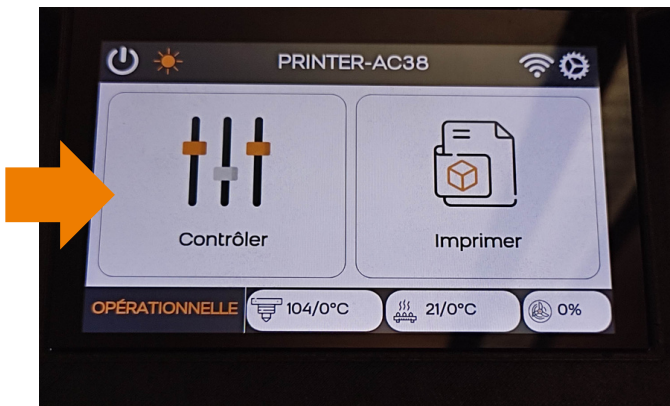 PRINTER-AC38
Contrôler
Imprimer
OPÉRATIONNELLE
104/0°C
21/0°C
0%